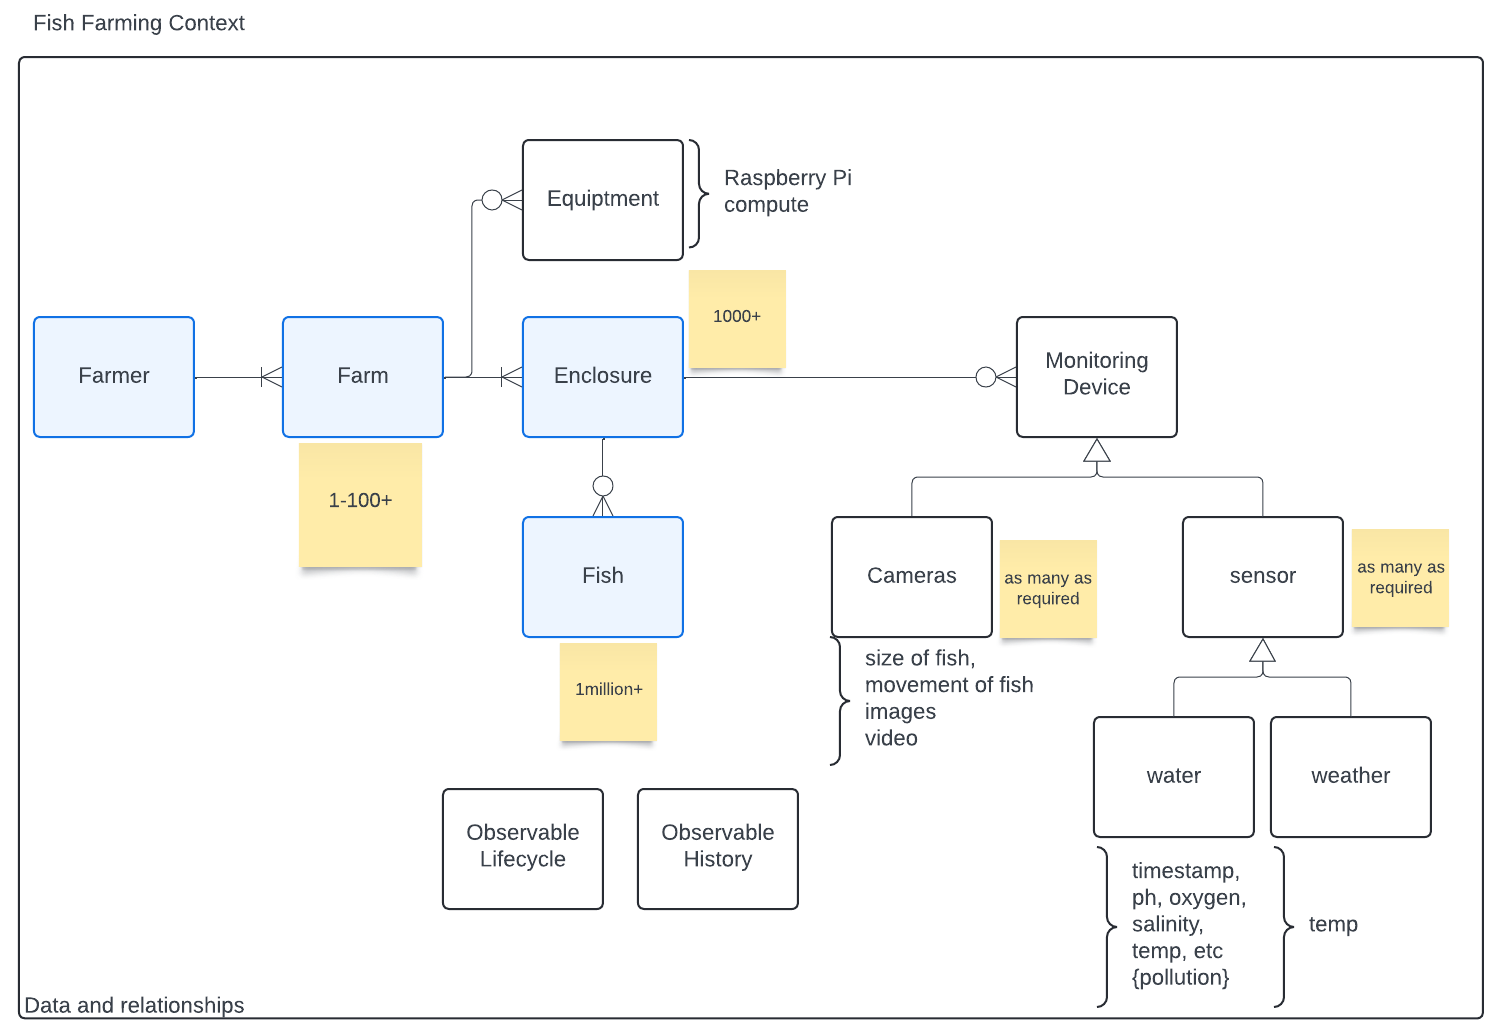 Fish Farming Context
Equiptment
Raspberry Pi
compute
1000+
Farmer
Farm
Enclosure
Monitoring
Device
1-100+
Fish
Cameras
as many as
required
sensor
as many as
required
1million+
size of fish,
movement of fish
images
video
water
weather
Observable
Lifecycle
Observable
History
timestamp,
ph, oxygen,
salinity,
temp, etc
{pollution}
temp
Data and relationships